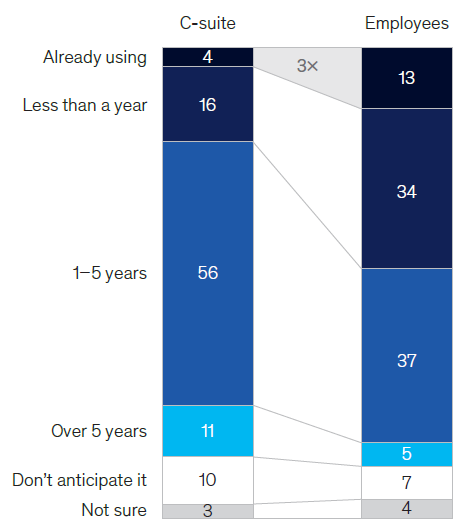 C-suite Employees
Already using 4 3× 13
Less than a year 16 34
1–5 years 56 37
Over 5 years 11 5
Don’t anticipate it 10 7
Not sure 3 4